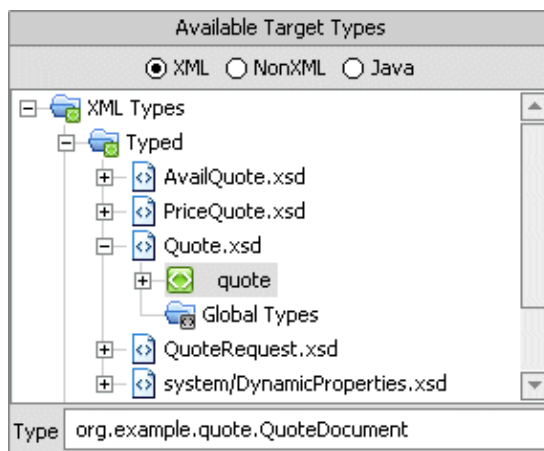 Available Target Types
XML NonXML Java
XML Types
Typed
AvailQuote.xsd
PriceQuote.xsd
Quote.xsd
quote
Global Types
QuoteRequest.xsd
system/DynamicProperties.xsd
Type org.example.quote.QuoteDocument